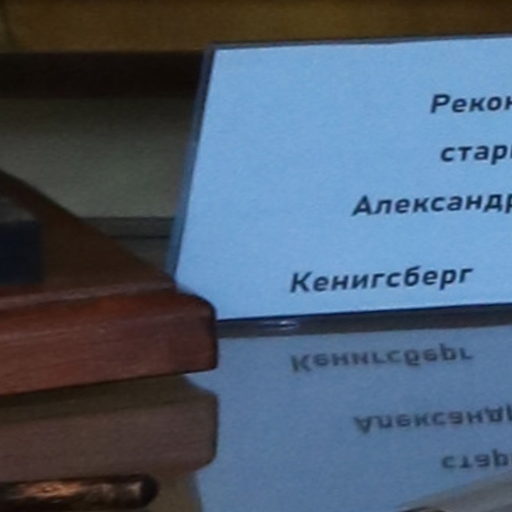 Рекон
стар
Александр
Кенигсберг